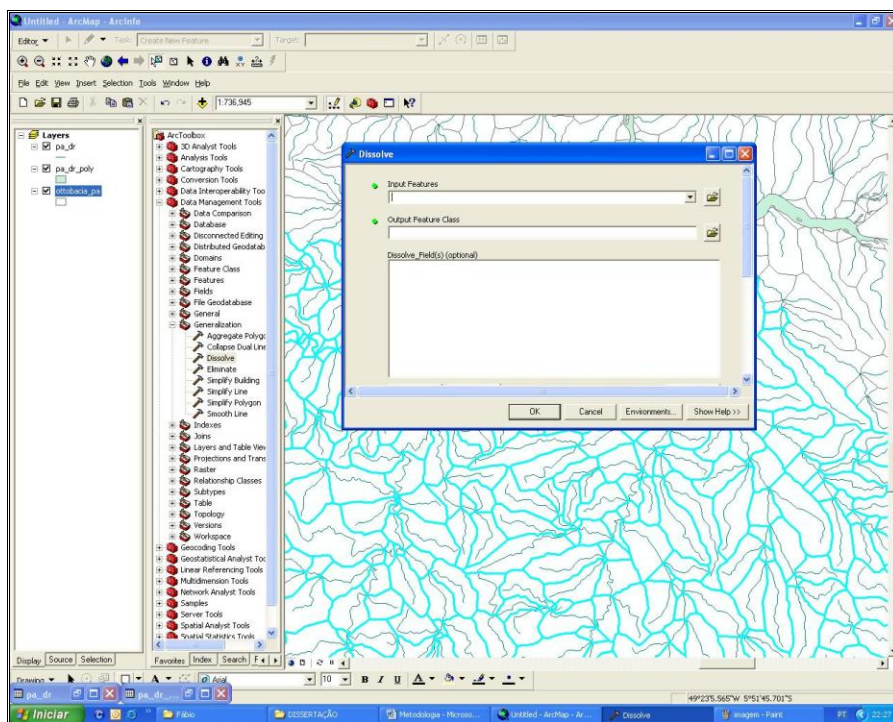 Untitled - ArcMap - ArcInfo
Editor Task: Create New Feature Target:
File Edit View Insert Selection Tools Window Help
1:736,945
Layers
pa_dr
pa_dr_poly
ottobacia_pa
ArcToolbox
3D Analyst Tools
Analysis Tools
Cartography Tools
Conversion Tools
Data Interoperability Too
Data Management Tools
Data Comparison
Database
Disconnected Editing
Distributed Geodatab
Domains
Feature Class
Features
Fields
File Geodatabase
General
Generalization
Aggregate Polygo
Collapse Dual Line
Dissolve
Eliminate
Simplify Building
Simplify Line
Simplify Polygon
Smooth Line
Indexes
Joins
Layers and Table View
Projections and Trans
Raster
Relationship Classes
Subtypes
Table
Topology
Versions
Workspace
Geocoding Tools
Geostatistical Analyst Too
Linear Referencing Tools
Multidimension Tools
Network Analyst Tools
Samples
Server Tools
Spatial Analyst Tools
Spatial Statistics Tools
Dissolve
Input Features
Output Feature Class
Dissolve_Field(s) (optional)
OK Cancel Environments... Show Help >>
Display Source Selection
Favorites Index Search F
Drawing Arial 10 B I U A
pa_dr pa_dr_...
49°23'5.565"W 5°51'45.701"S
Iniciar Fábio DISSERTAÇÃO Metodologia - Microso... Untitled - ArcMap - Ar... Dissolve imagem - Paint PT